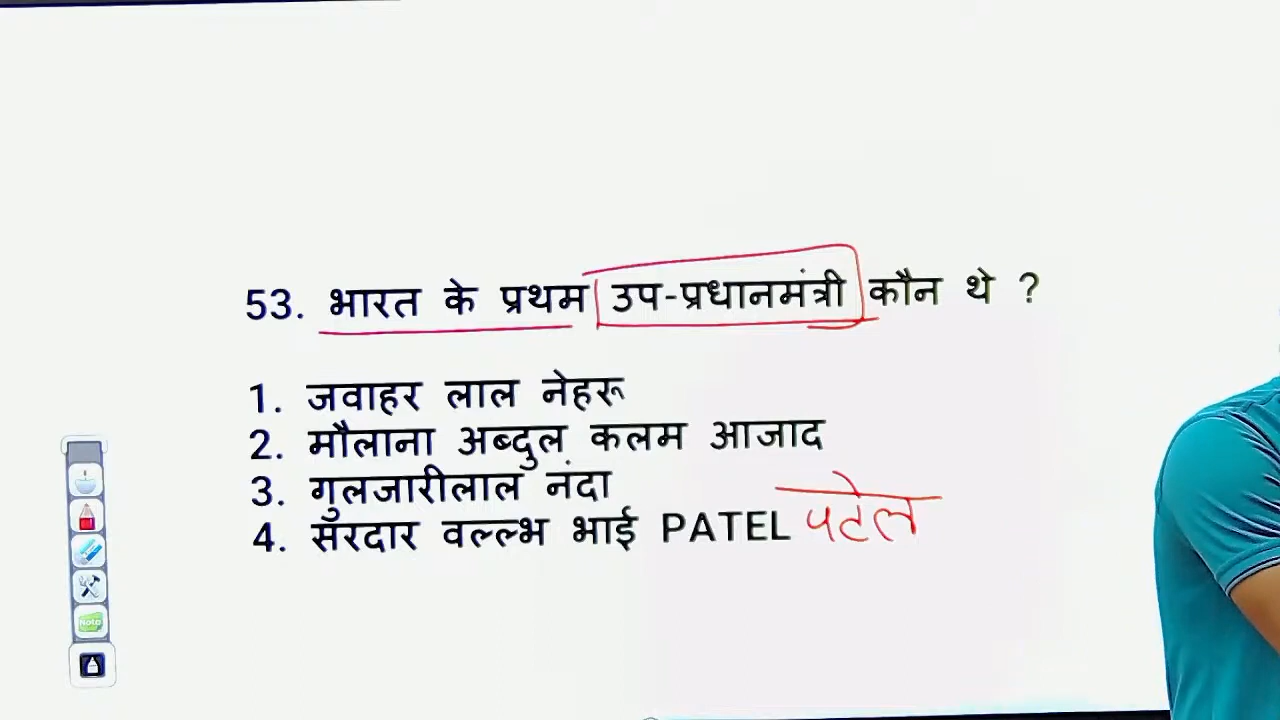 53. भारत के प्रथम उप-प्रधानमंत्री कौन थे ?
1. जवाहर लाल नेहरू
2. मौलाना अब्दुल कलम आजाद
3. गुलजारीलाल नंदा
4. सरदार वल्ल्भ भाई PATEL पटेल
Note